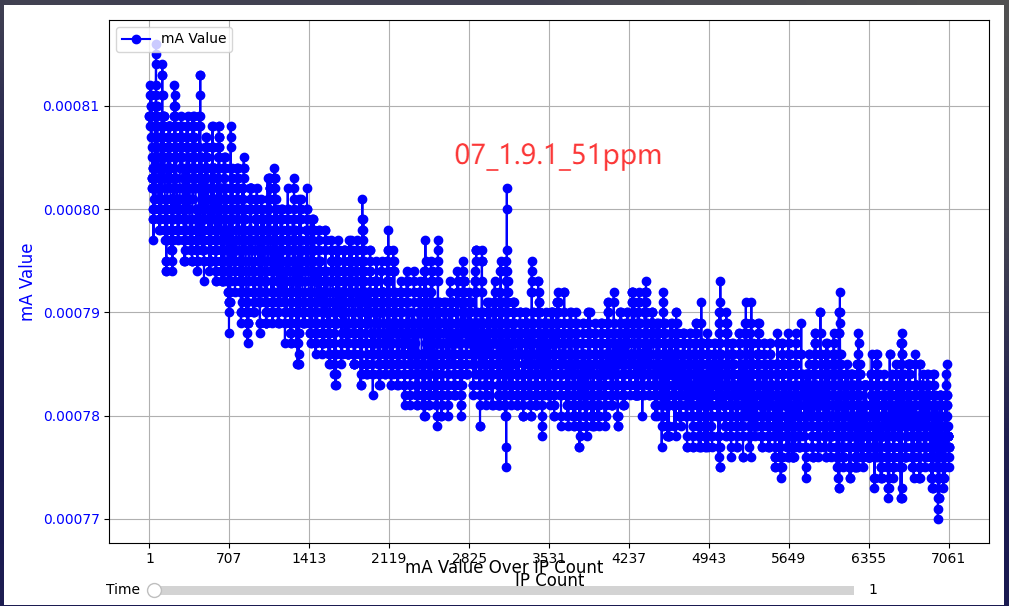 mA Value
0.00081
07_1.9.1_51ppm
0.00080
mA Value
0.00079
0.00078
0.00077
1 707 1413 2119 2825 3531 4237 4943 5649 6355 7061
mA Value Over IP Count
IP Count
Time 1